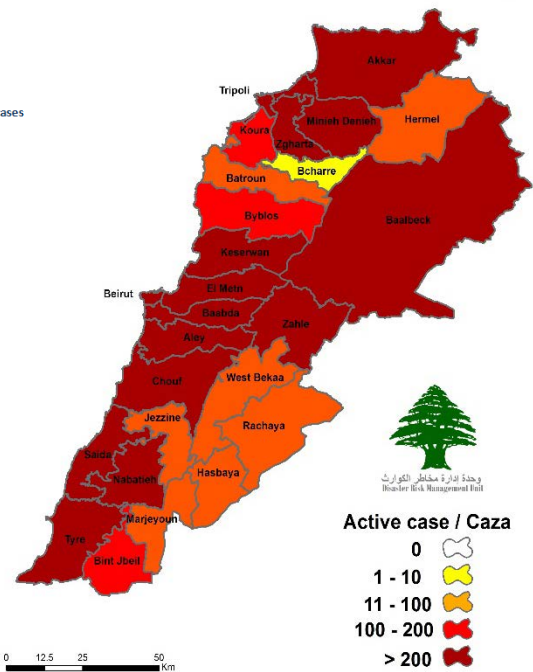 ases
Akkar
Tripoli
Minieh Denieh
Hermel
Koura
Zgharta
Bcharre
Batroun
Baalbeck
Byblos
Keserwan
El Metn
Beirut
Baabda
Zahle
Aley
West Bekaa
Chouf
Jezzine
Rachaya
Saida
Hasbaya
Nabatieh
Marjeyoun
Tyre
Bint Jbeil
وحدة إدارة مخاطر الكوارث
Disaster Risk Management Unit
Active case / Caza
0
1 - 10
11 - 100
100 - 200
> 200
0 12.5 25 50
Km